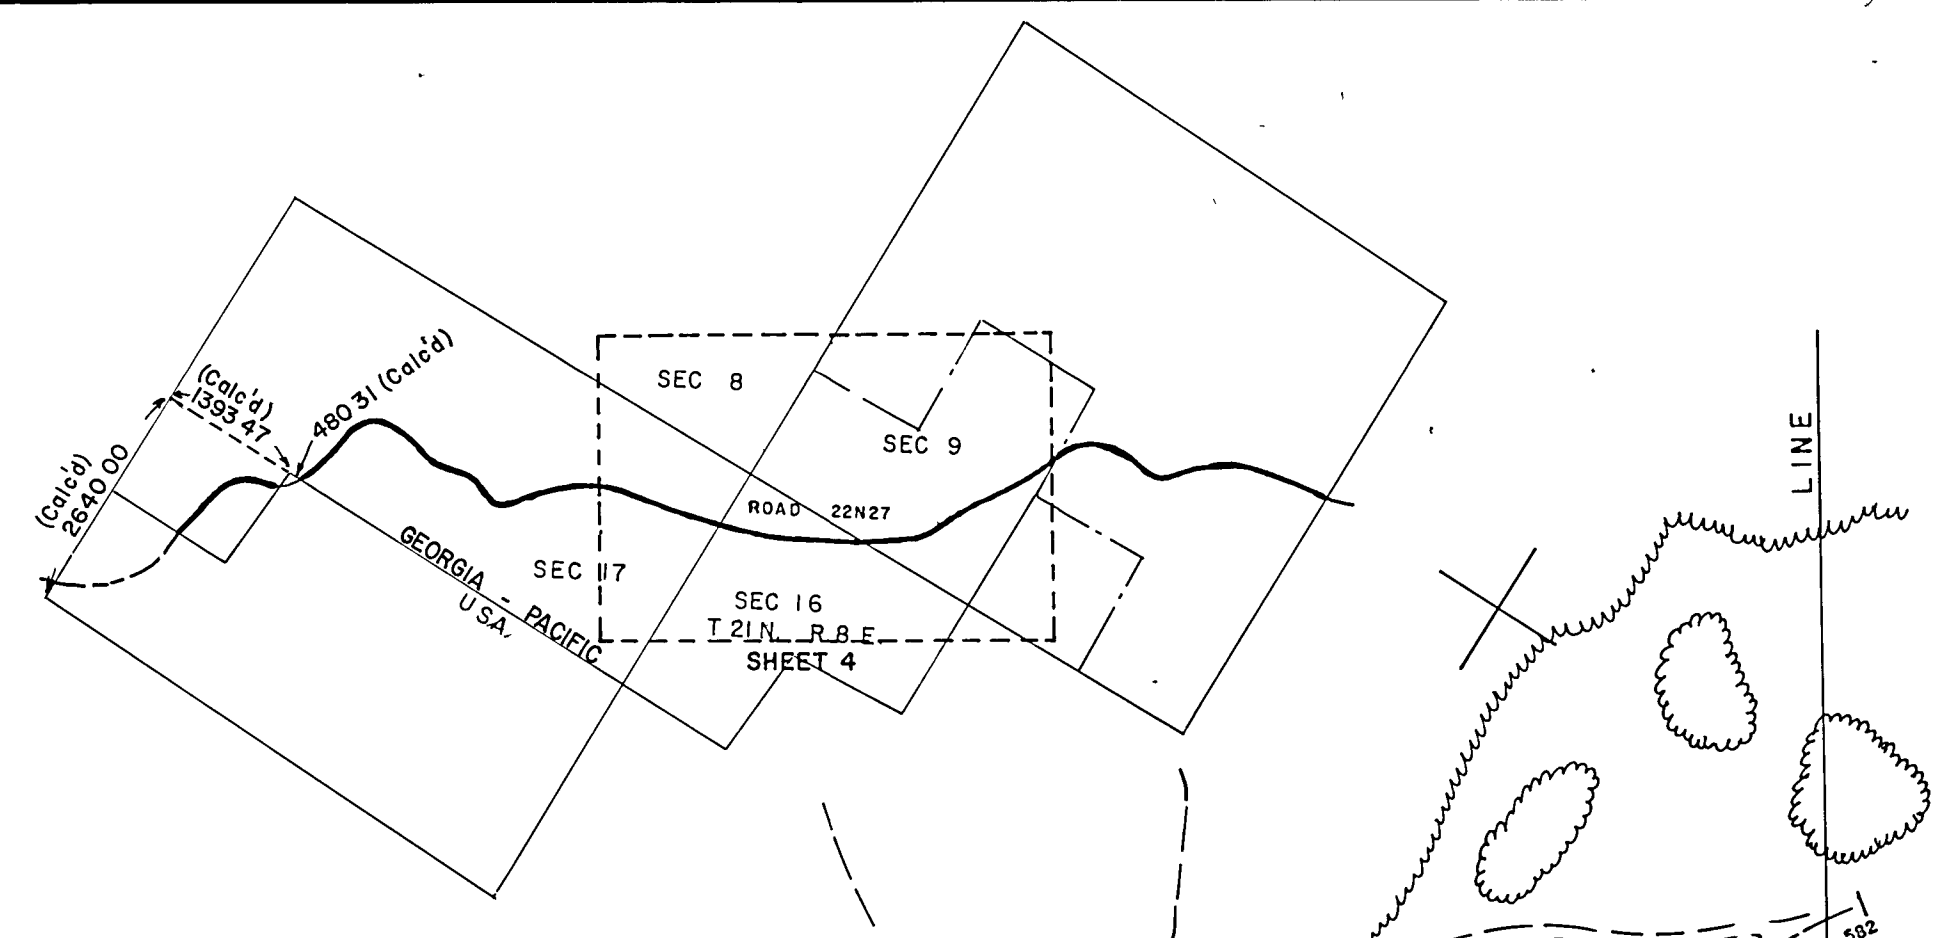 (Calc'd)
1393 47
480 31 (Calc'd)
(Calc'd)
2640 00
SEC 8
SEC 9
ROAD 22N27
GEORGIA - PACIFIC
U S.A.
SEC 17
SEC 16
T 21 N. R 8 E.
SHEET 4
LINE
582